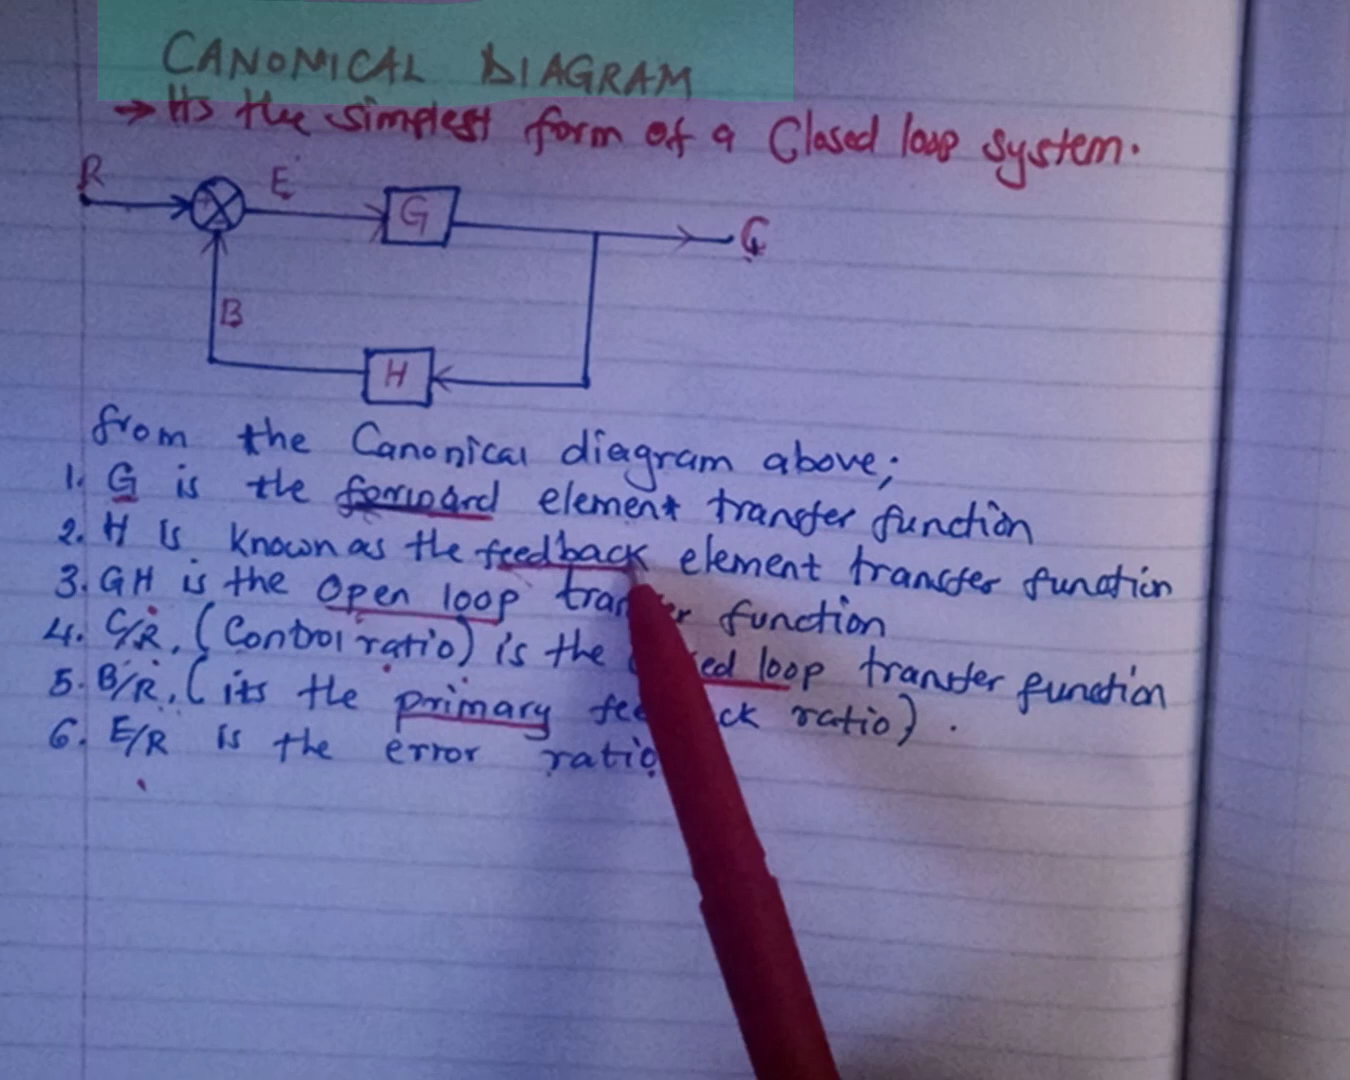 CANONICAL DIAGRAM
→ Its the simplest form of a Closed loop system.
R
E
G
C
B
H
from the Canonical diagram above;
1. G is the forward element transfer function
2. H is known as the feedback element transfer function
3. GH is the open loop function
4. C/R, (Control ratio) is the loop transfer function
5. B/R, (its the primary ratio).
6. E/R is the error ratio